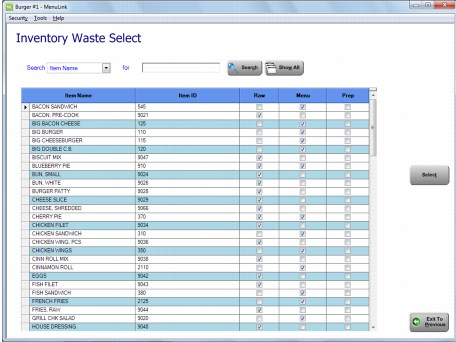 Burger #1 - MenuLink
Security Tools Help
Inventory Waste Select
Search Item Name for Search Show All
Item Name Item ID Raw Menu Prep
BACON SANDWICH 545
BACON, PRE-COOK 9021
BIG BACON CHEESE 125
BIG BURGER 110
BIG CHEESEBURGER 115
BIG DOUBLE C.B. 120
BISCUIT MIX 9047
BLUEBERRY PIE 910
BUN, SMALL 9024
BUN, WHITE 9026
BURGER PATTY 9028
CHEESE SLICE 9029
CHEESE, SHREDDED 9066
CHERRY PIE 370
CHICKEN FILET 9034
CHICKEN SANDWICH 310
CHICKEN WING, PCS 9036
CHICKEN WINGS 350
CINN ROLL MIX 9038
CINNAMON ROLL 2110
EGGS 9042
FISH FILET 9043
FISH SANDWICH 380
FRENCH FRIES 2125
FRIES, RAW 9044
GRILL CHK SALAD 9020
HOUSE DRESSING 9048
Select
Exit To
Previous